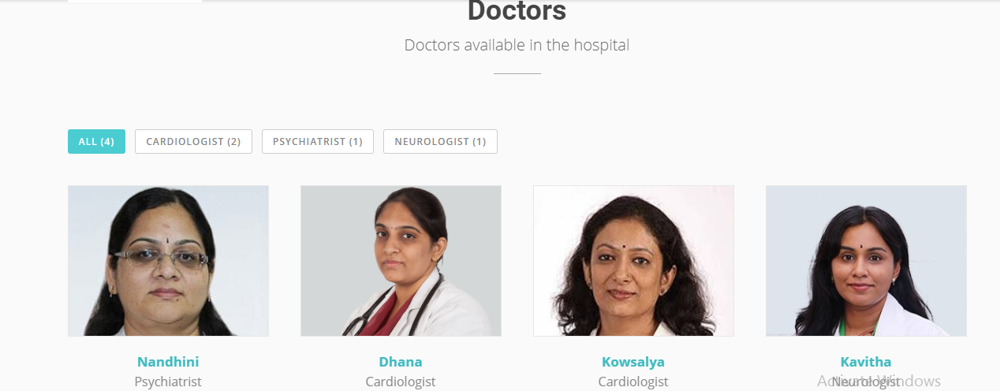 Doctors
Doctors available in the hospital
ALL (4) CARDIOLOGIST (2) PSYCHIATRIST (1) NEUROLOGIST (1)
Nandhini Dhana Kowsalya Kavitha
Psychiatrist Cardiologist Cardiologist Neurologist
Activate Windows